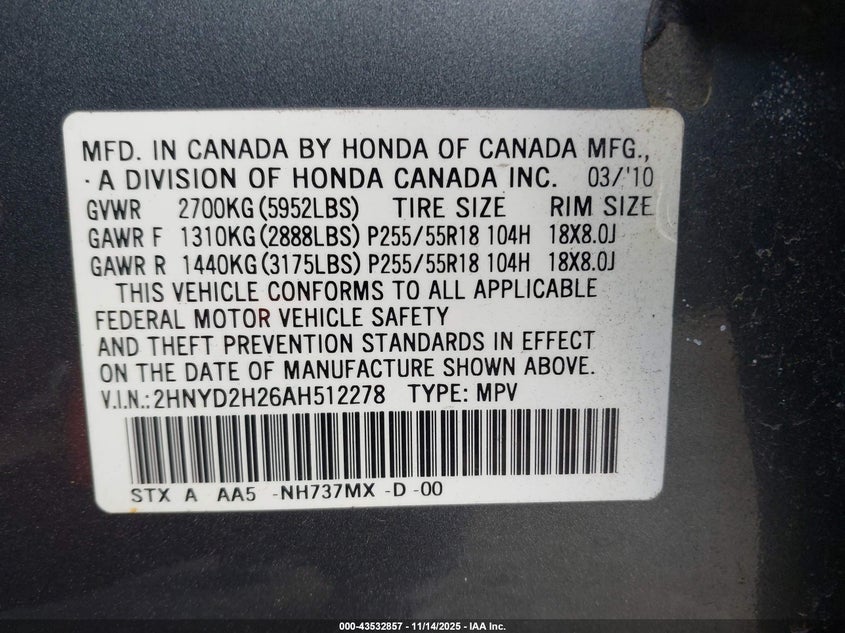 MFD. IN CANADA BY HONDA OF CANADA MFG.,
A DIVISION OF HONDA CANADA INC. 03/'10
GVWR 2700KG (5952LBS) TIRE SIZE RIM SIZE
GAWR F 1310KG (2888LBS) P255/55R18 104H 18X8.0J
GAWR R 1440KG (3175LBS) P255/55R18 104H 18X8.0J
THIS VEHICLE CONFORMS TO ALL APPLICABLE
FEDERAL MOTOR VEHICLE SAFETY
AND THEFT PREVENTION STANDARDS IN EFFECT
ON THE DATE OF MANUFACTURE SHOWN ABOVE.
V.I.N.: 2HNYD2H26AH512278 TYPE: MPV
STX A AA5 -NH737MX -D -00
000-43532857 - 11/14/2025 - IAA Inc.